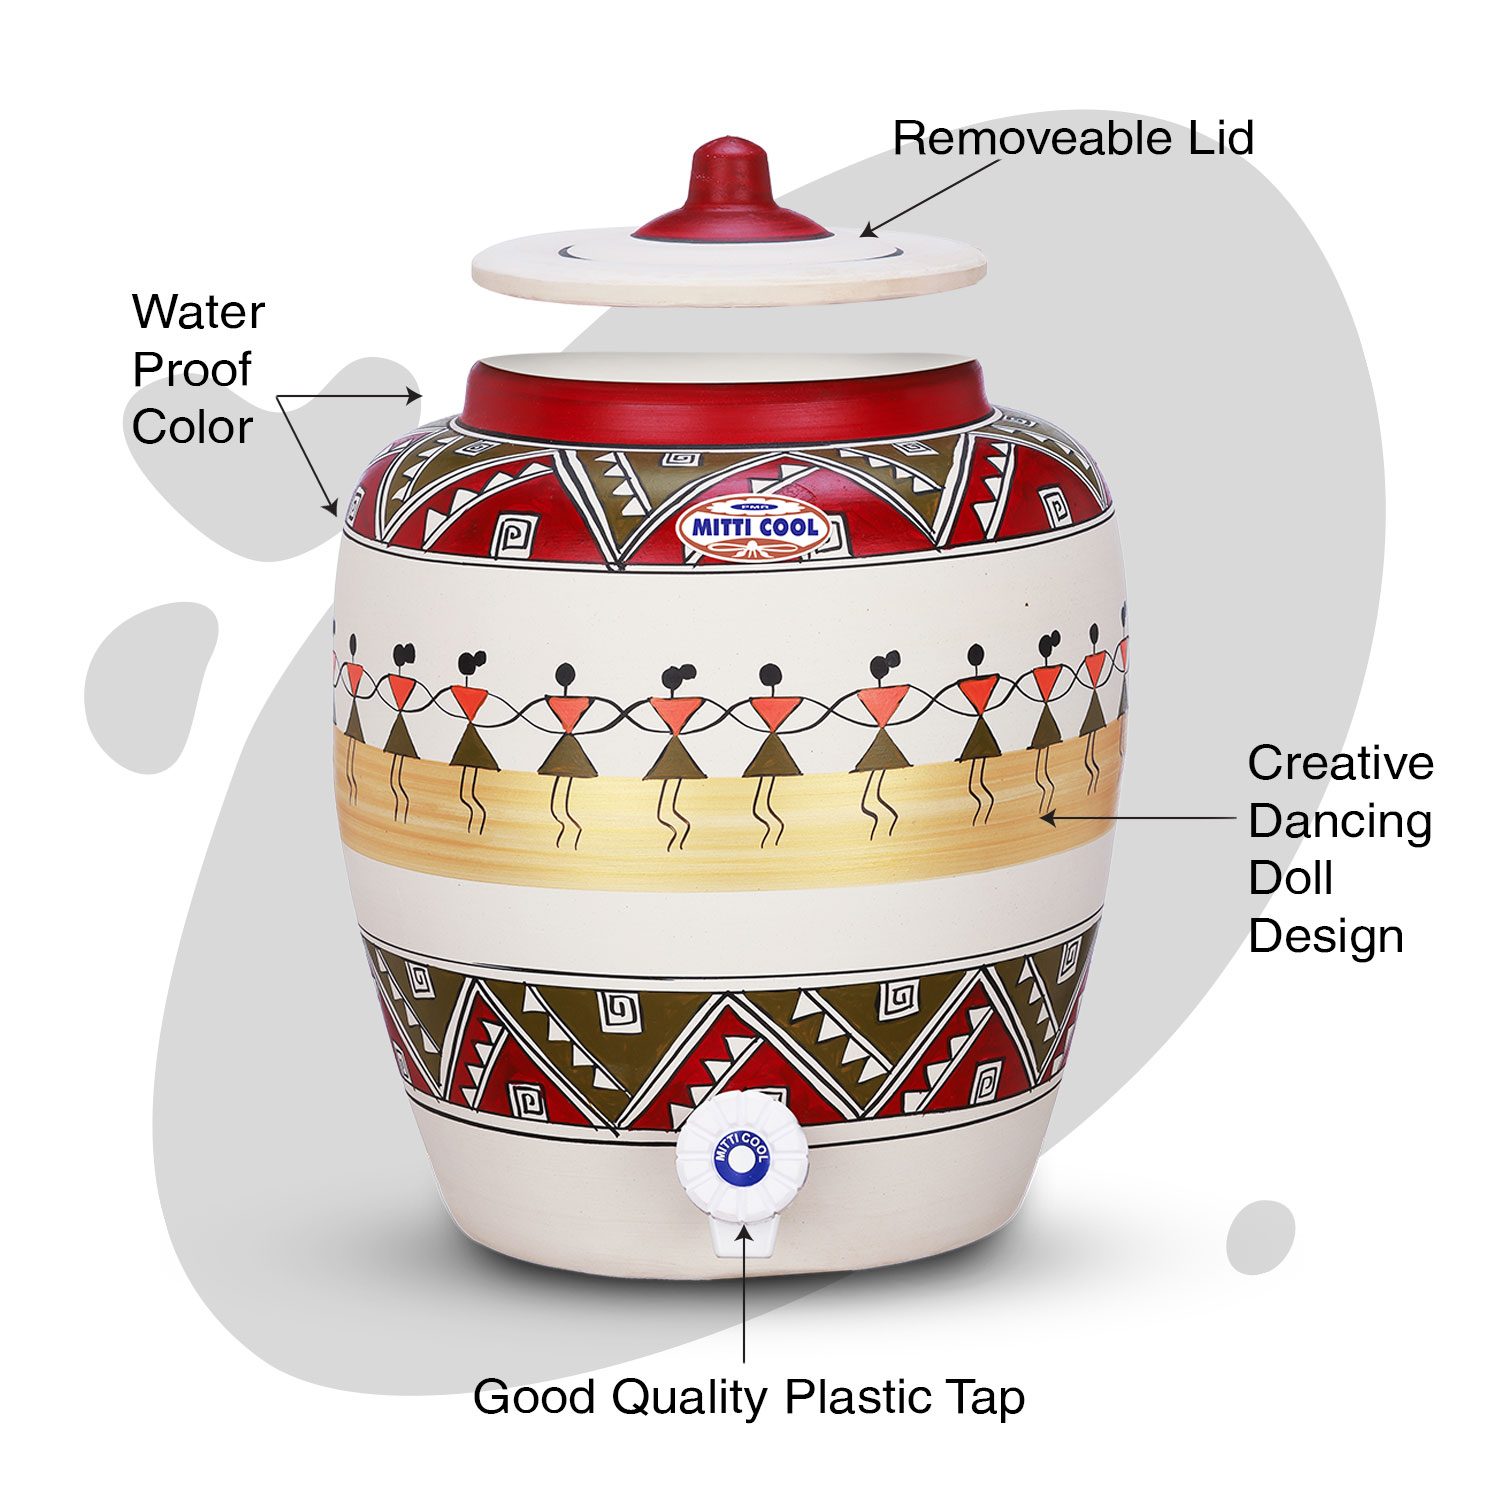 Removeable Lid
Water
Proof
Color
PMR
MITTI COOL
Creative
Dancing
Doll
Design
MITTI COOL
Good Quality Plastic Tap